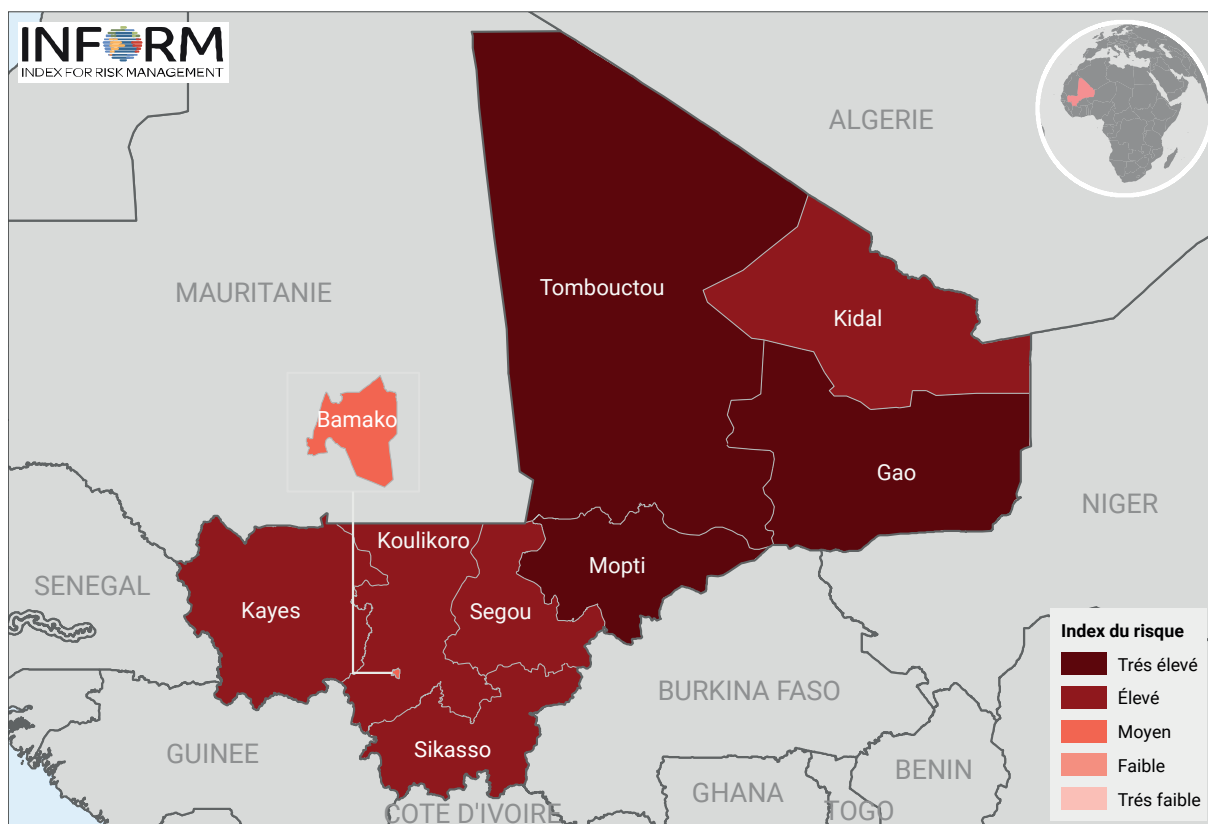 INFORM
INDEX FOR RISK MANAGEMENT
ALGERIE
MAURITANIE
Tombouctou
Kidal
Bamako
Gao
NIGER
Koulikoro
Mopti
SENEGAL
Kayes
Segou
Index du risque
Trés élevé
Élevé
Moyen
Faible
Trés faible
BURKINA FASO
GUINEE
Sikasso
BENIN
GHANA
COTE D'IVOIRE
TOGO